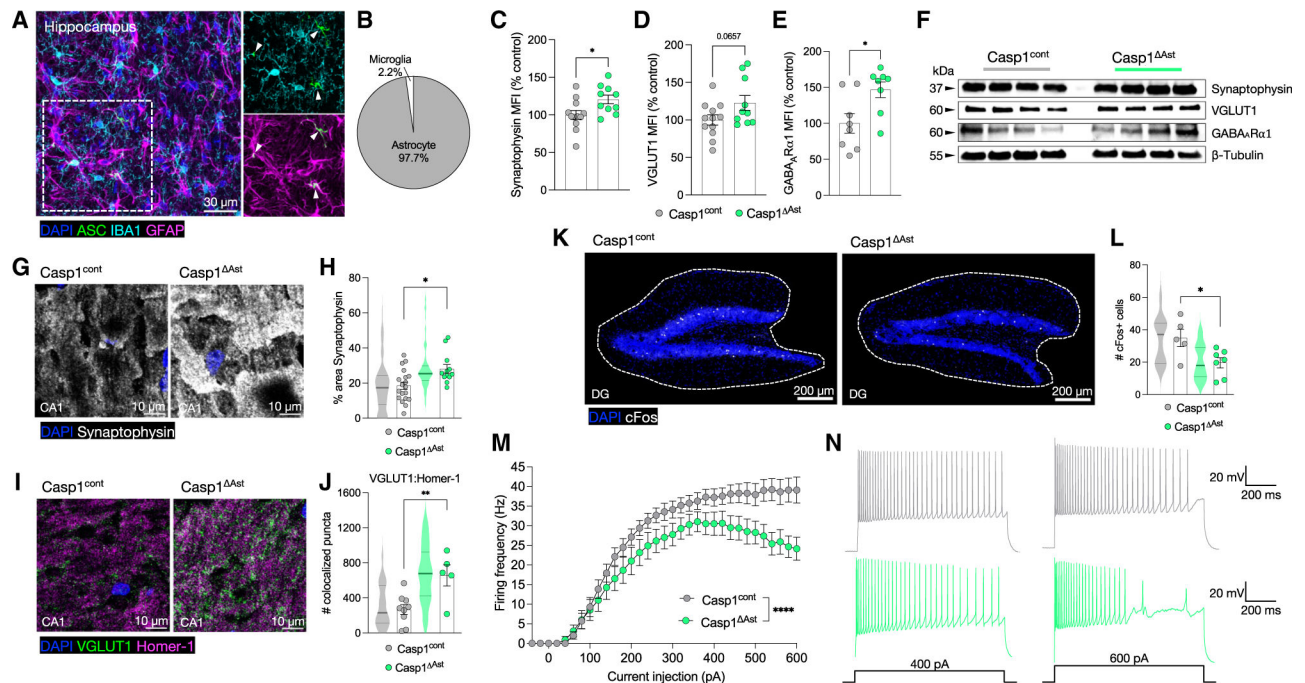 A
Hippocampus
30 µm
DAPI ASC IBA1 GFAP
B
Microglia
2.2%
Astrocyte
97.7%
C
Synaptophysin MFI (% control)
200
150
100
50
0
*
D
VGLUT1 MFI (% control)
200
150
100
50
0
0.0657
E
GABA_ARα1 MFI (% control)
200
150
100
50
0
*
Casp1cont Casp1ΔAst
F
Casp1cont Casp1ΔAst
kDa
37 Synaptophysin
60 VGLUT1
60 GABA_ARα1
55 β-Tubulin
G
Casp1cont Casp1ΔAst
CA1 10 µm
CA1 10 µm
DAPI Synaptophysin
H
% area Synaptophysin
80
60
40
20
0
*
Casp1cont
Casp1ΔAst
I
Casp1cont Casp1ΔAst
CA1 10 µm
CA1 10 µm
DAPI VGLUT1 Homer-1
J
VGLUT1:Homer-1
# colocalized puncta
1600
1200
800
400
0
**
Casp1cont
Casp1ΔAst
K
Casp1cont Casp1ΔAst
DG 200 µm
DG 200 µm
DAPI cFos
L
# cFos+ cells
80
60
40
20
0
*
Casp1cont
Casp1ΔAst
M
Firing frequency (Hz)
45
40
35
30
25
20
15
10
5
0
0 100 200 300 400 500 600
Current injection (pA)
Casp1cont
Casp1ΔAst
****
N
20 mV
200 ms
20 mV
200 ms
400 pA
600 pA